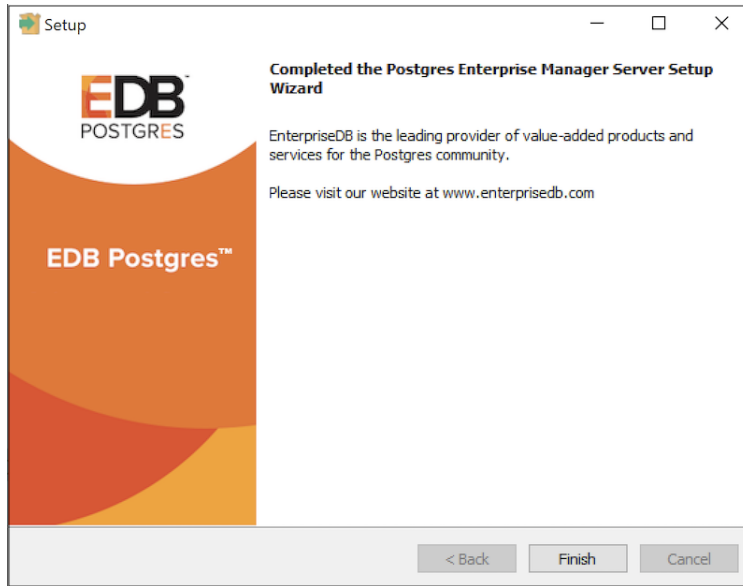 Setup
EDB
POSTGRES
EDB Postgres™
Completed the Postgres Enterprise Manager Server Setup
Wizard
EnterpriseDB is the leading provider of value-added products and
services for the Postgres community.
Please visit our website at www.enterprisedb.com
< Back
Finish
Cancel